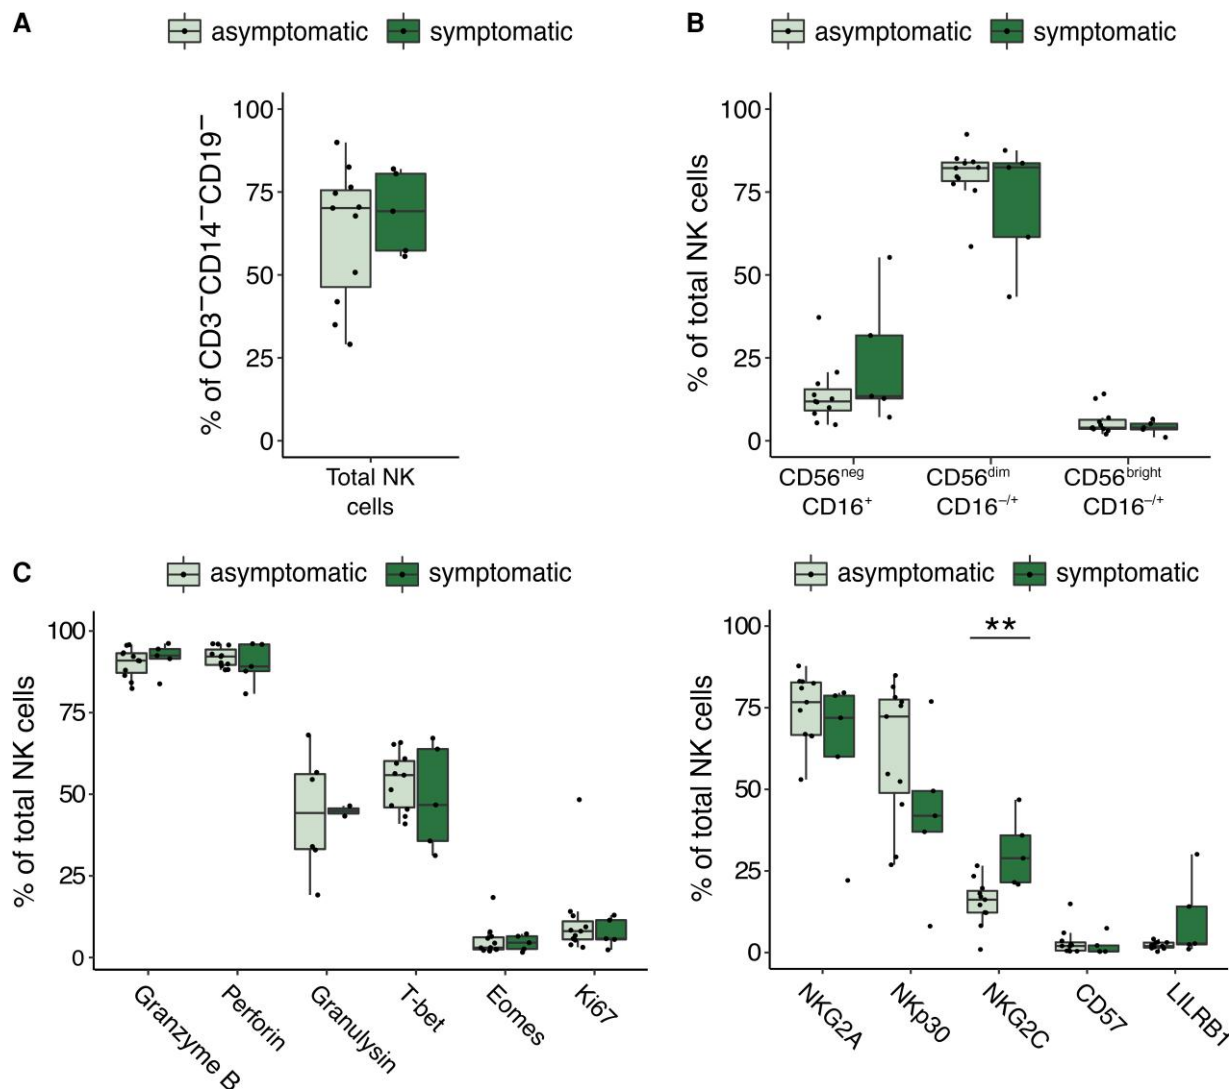 A
asymptomatic symptomatic
% of CD3⁻CD14⁻CD19⁻
100
75
50
25
0
Total NK
cells
B
asymptomatic symptomatic
% of total NK cells
100
75
50
25
0
CD56ⁿᵉᵍ CD56ᵈⁱᵐ CD56ᵇʳⁱᵍʰᵗ
CD16⁺ CD16⁻/⁺ CD16⁻/⁺
C
asymptomatic symptomatic
% of total NK cells
100
75
50
25
0
Granzyme B
Perforin
Granulysin
T-bet
Eomes
Ki67
asymptomatic symptomatic
% of total NK cells
100
75
50
25
0
**
NKG2A
NKp30
NKG2C
CD57
LILRB1